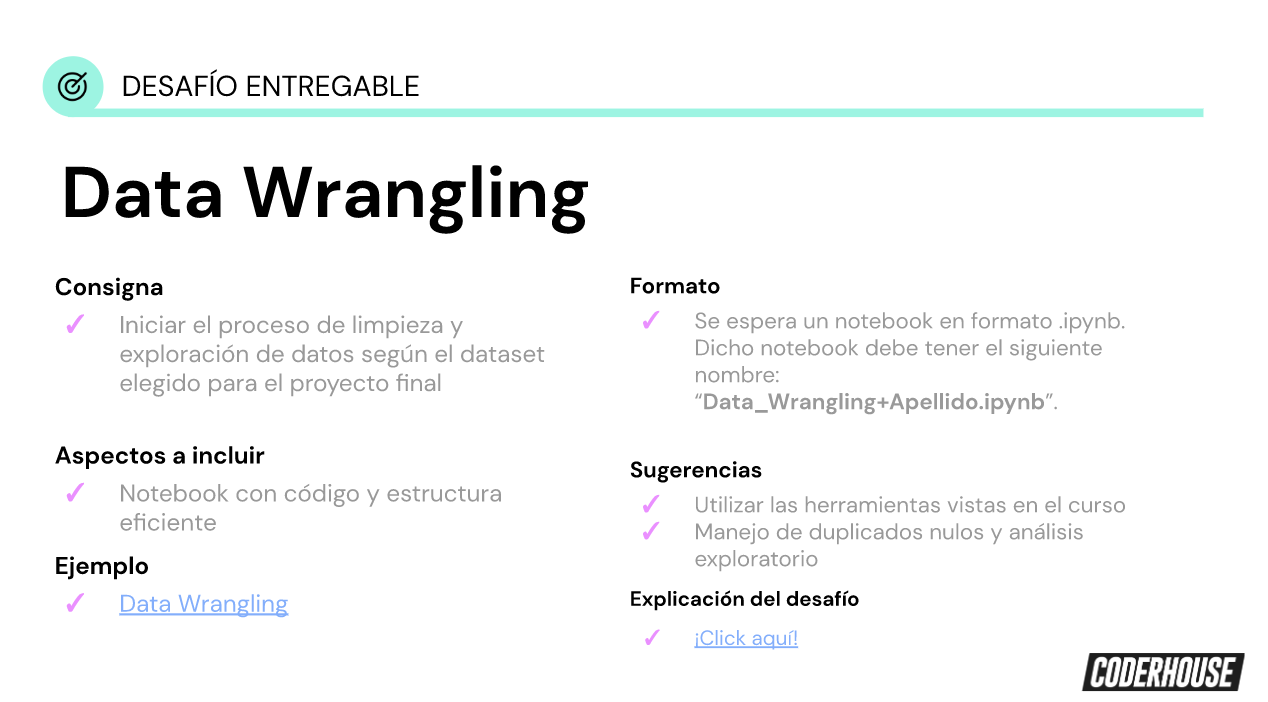 DESAFÍO ENTREGABLE
Data Wrangling
Consigna
✓ Iniciar el proceso de limpieza y
exploración de datos según el dataset
elegido para el proyecto final
Aspectos a incluir
✓ Notebook con código y estructura
eficiente
Ejemplo
✓ Data Wrangling
Formato
✓ Se espera un notebook en formato .ipynb.
Dicho notebook debe tener el siguiente
nombre:
“Data_Wrangling+Apellido.ipynb”.
Sugerencias
✓ Utilizar las herramientas vistas en el curso
✓ Manejo de duplicados nulos y análisis
exploratorio
Explicación del desafío
✓ ¡Click aquí!
CODERHOUSE